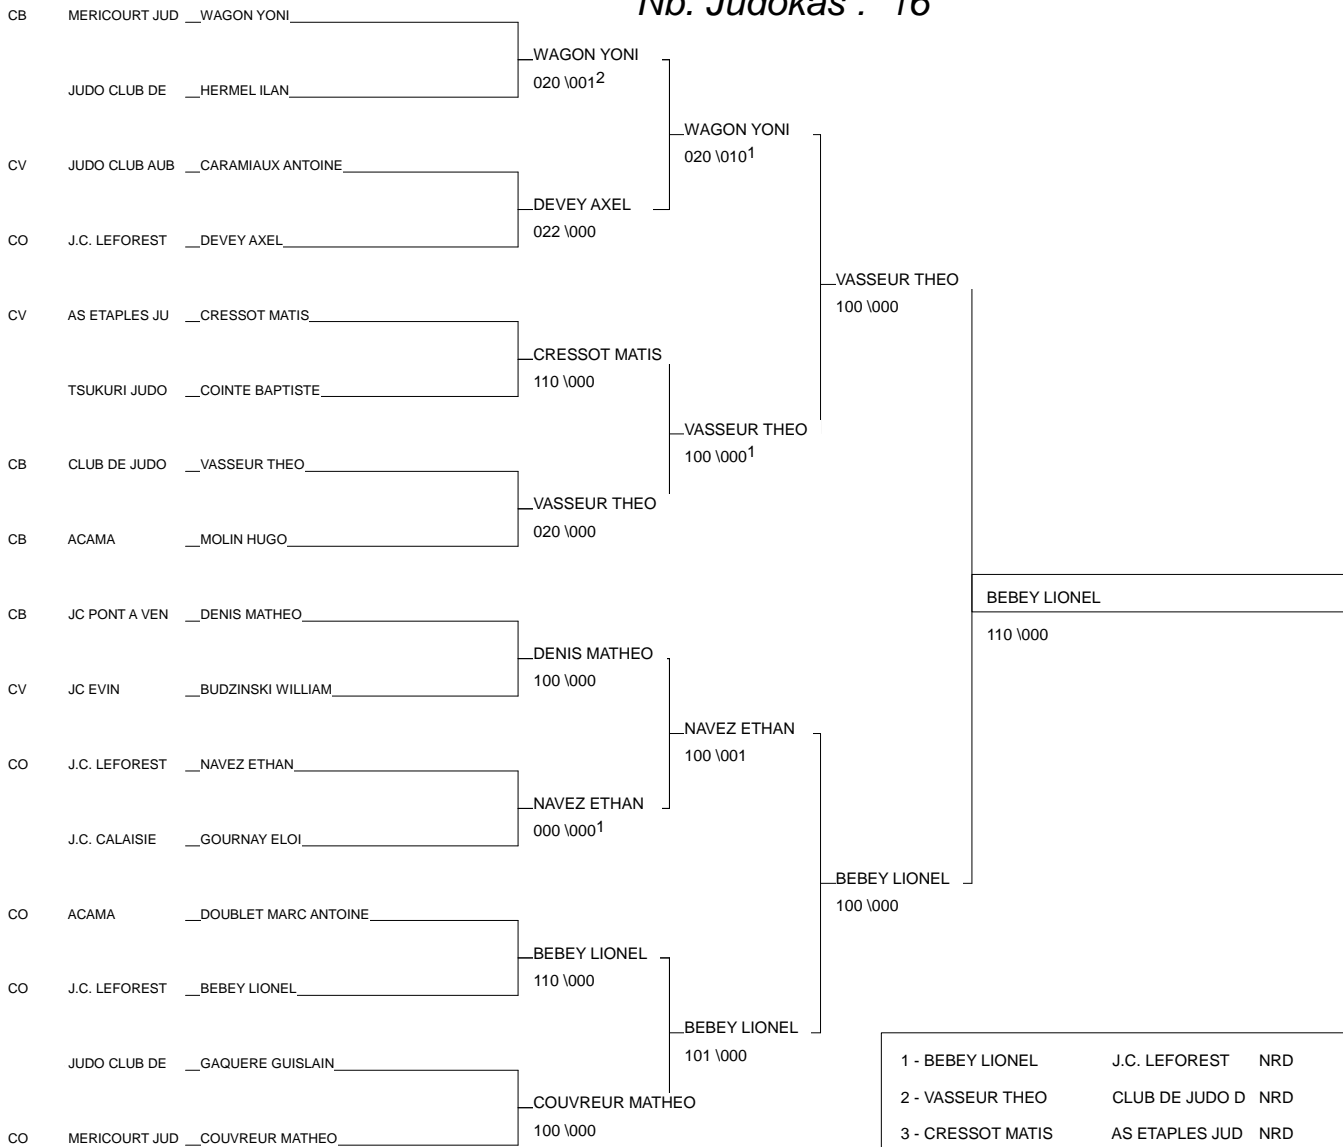 Nb. Judokas : 16
CB MERICOURT JUD __WAGON YONI
WAGON YONI
020 \001 2
JUDO CLUB DE __HERMEL ILAN
WAGON YONI
020 \010 1
CV JUDO CLUB AUB __CARAMIAUX ANTOINE
DEVEY AXEL
022 \000
CO J.C. LEFOREST __DEVEY AXEL
VASSEUR THEO
100 \000
CV AS ETAPLES JU __CRESSOT MATIS
CRESSOT MATIS
110 \000
TSUKURI JUDO __COINTE BAPTISTE
VASSEUR THEO
100 \000 1
CB CLUB DE JUDO __VASSEUR THEO
VASSEUR THEO
020 \000
CB ACAMA __MOLIN HUGO
BEBEY LIONEL
110 \000
CB JC PONT A VEN __DENIS MATHEO
DENIS MATHEO
100 \000
CV JC EVIN __BUDZINSKI WILLIAM
NAVEZ ETHAN
100 \001
CO J.C. LEFOREST __NAVEZ ETHAN
NAVEZ ETHAN
000 \000 1
J.C. CALAISIE __GOURNAY ELOI
BEBEY LIONEL
100 \000
CO ACAMA __DOUBLET MARC ANTOINE
BEBEY LIONEL
110 \000
CO J.C. LEFOREST __BEBEY LIONEL
BEBEY LIONEL
101 \000
JUDO CLUB DE __GAQUERE GUISLAIN
COUVREUR MATHEO
100 \000
CO MERICOURT JUD __COUVREUR MATHEO
1 - BEBEY LIONEL J.C. LEFOREST NRD
2 - VASSEUR THEO CLUB DE JUDO D NRD
3 - CRESSOT MATIS AS ETAPLES JUD NRD